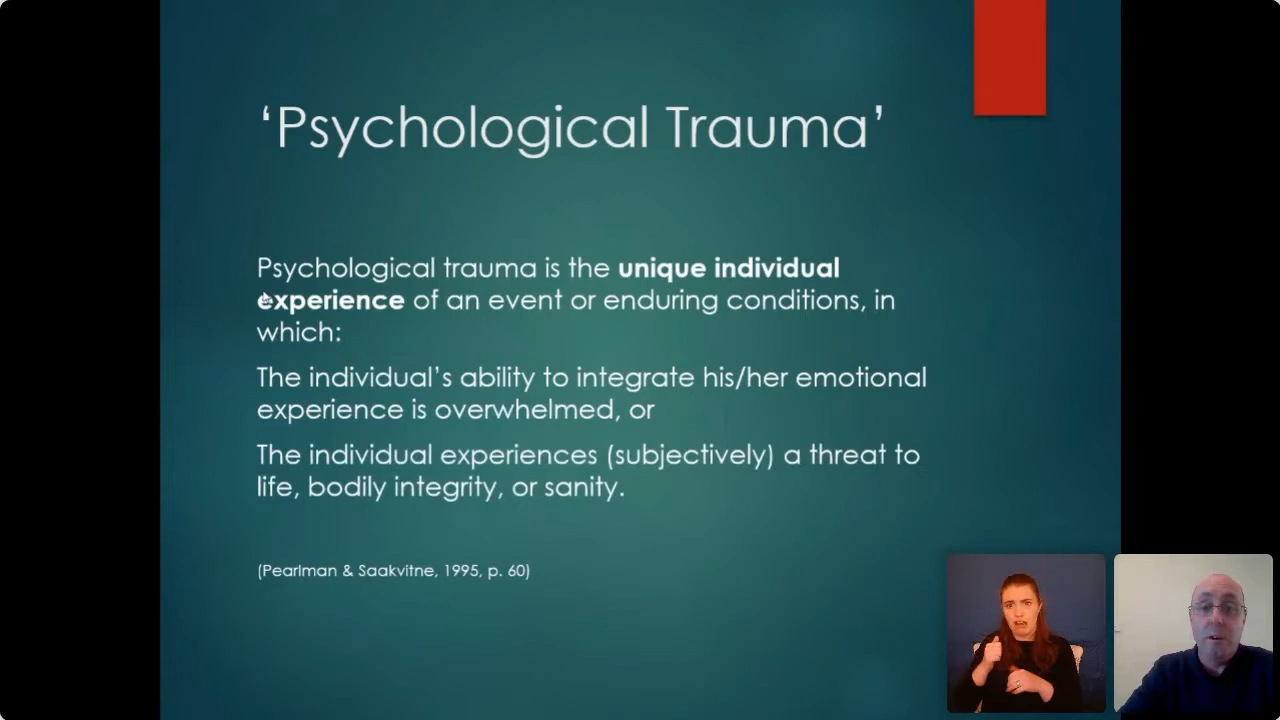 ‘Psychological Trauma’
Psychological trauma is the unique individual
experience of an event or enduring conditions, in
which:
The individual’s ability to integrate his/her emotional
experience is overwhelmed, or
The individual experiences (subjectively) a threat to
life, bodily integrity, or sanity.
(Pearlman & Saakvitne, 1995, p. 60)